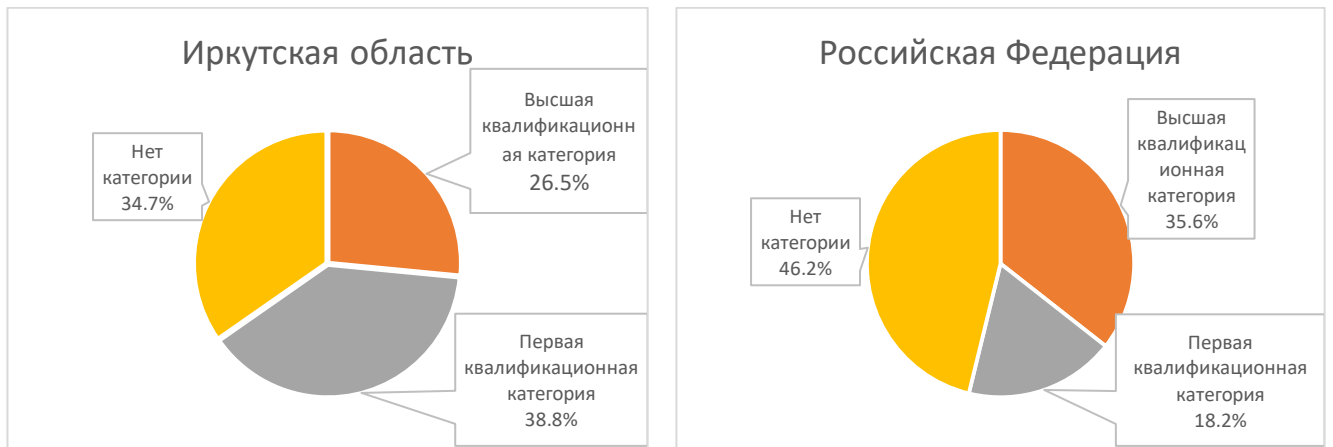 Иркутская область
Высшая
квалификационн
ая категория
26.5%
Нет
категории
34.7%
Первая
квалификационная
категория
38.8%
Российская Федерация
Высшая
квалификац
ионная
категория
35.6%
Нет
категории
46.2%
Первая
квалификационная
категория
18.2%